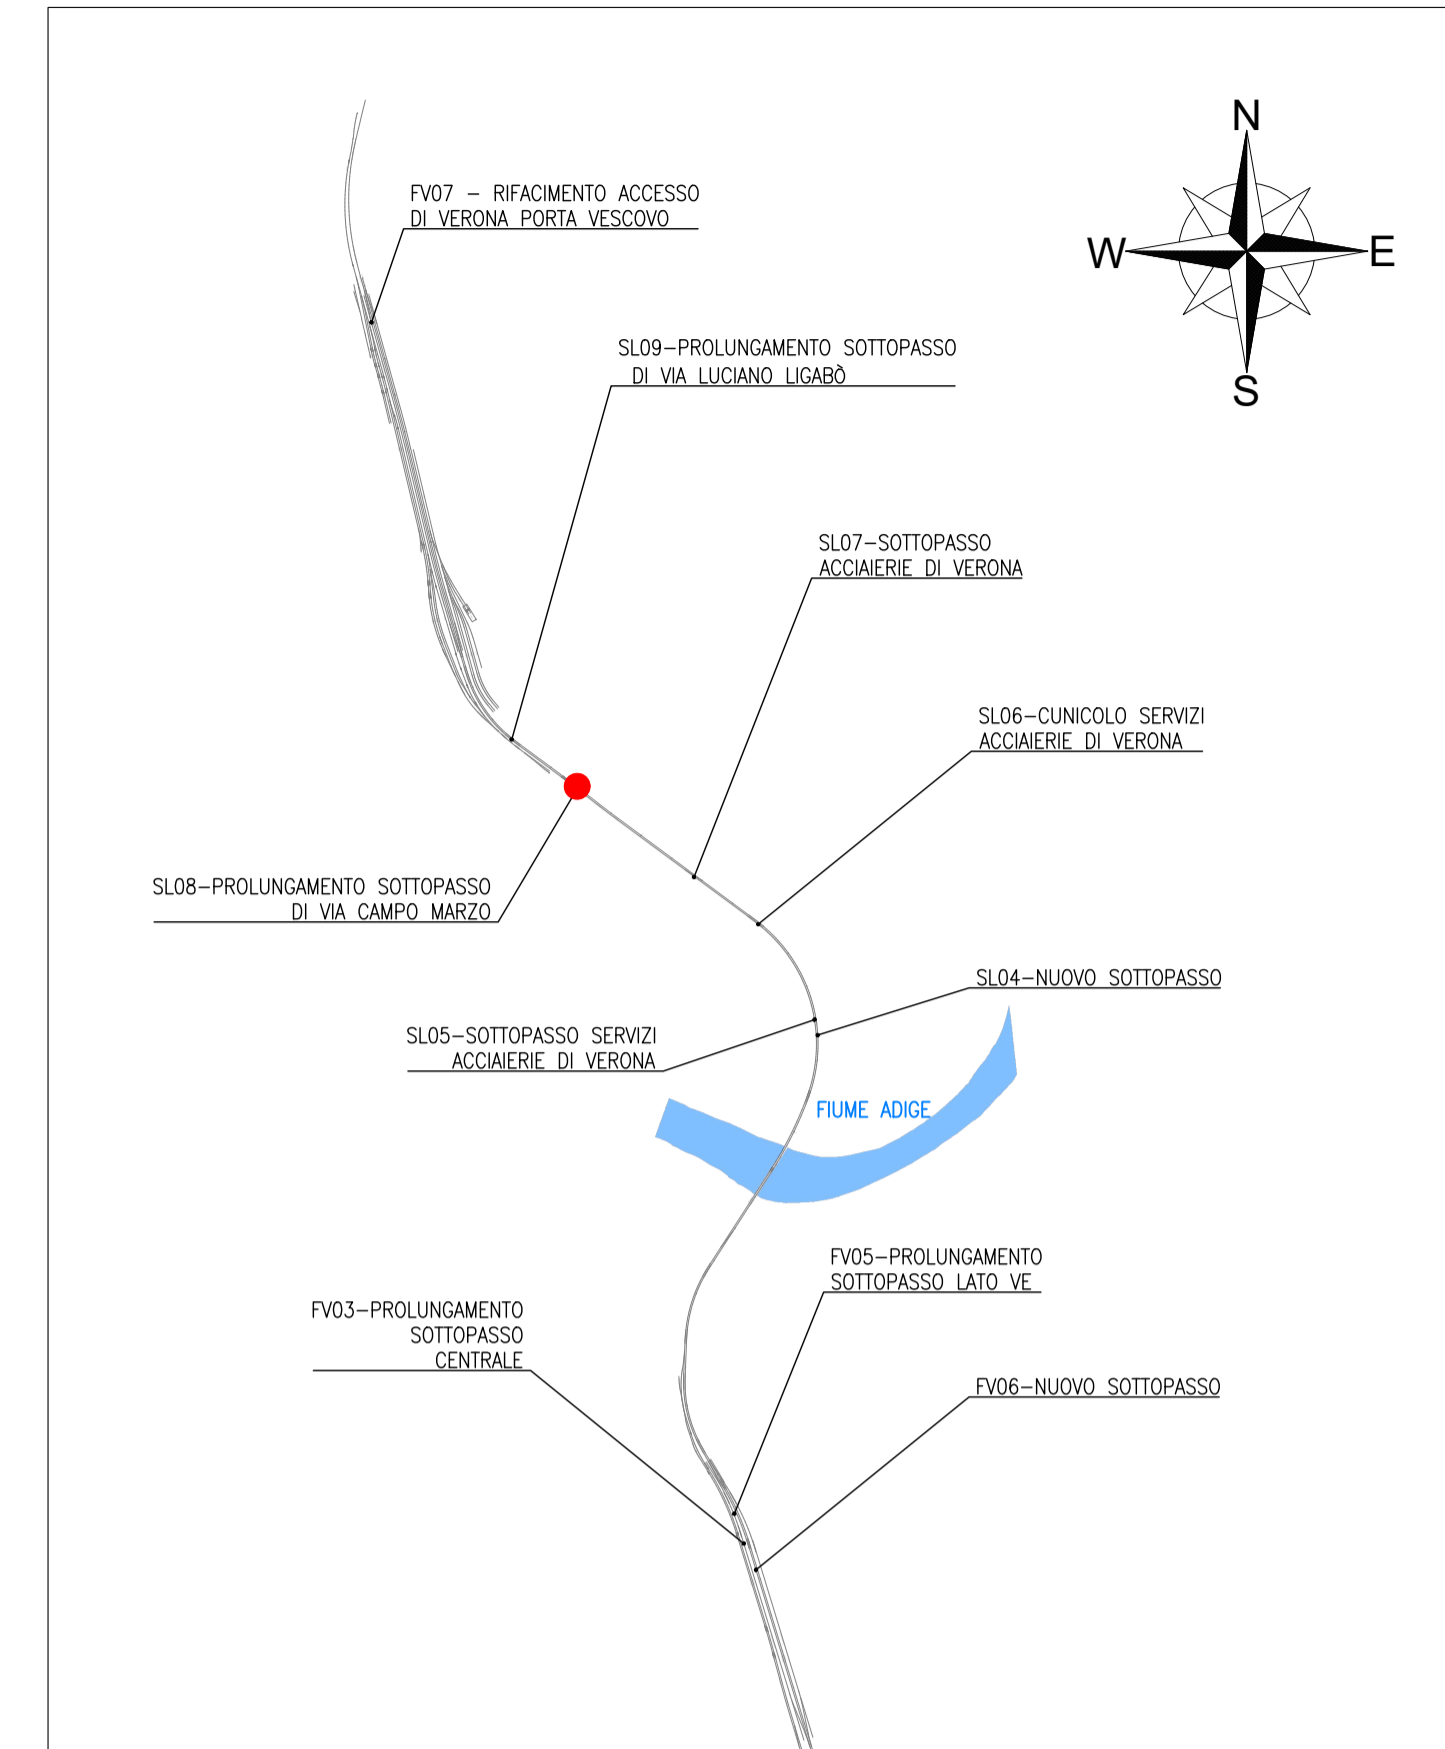 N
W
E
S
FV07 - RIFACIMENTO ACCESSO
DI VERONA PORTA VESCOVO
SL09-PROLUNGAMENTO SOTTOPASSO
DI VIA LUCIANO LIGABÒ
SL07-SOTTOPASSO
ACCIAIERIE DI VERONA
SL06-CUNICOLO SERVIZI
ACCIAIERIE DI VERONA
SL08-PROLUNGAMENTO SOTTOPASSO
DI VIA CAMPO MARZO
SL04-NUOVO SOTTOPASSO
SL05-SOTTOPASSO SERVIZI
ACCIAIERIE DI VERONA
FIUME ADIGE
FV05-PROLUNGAMENTO
SOTTOPASSO LATO VE
FV03-PROLUNGAMENTO
SOTTOPASSO
CENTRALE
FV06-NUOVO SOTTOPASSO